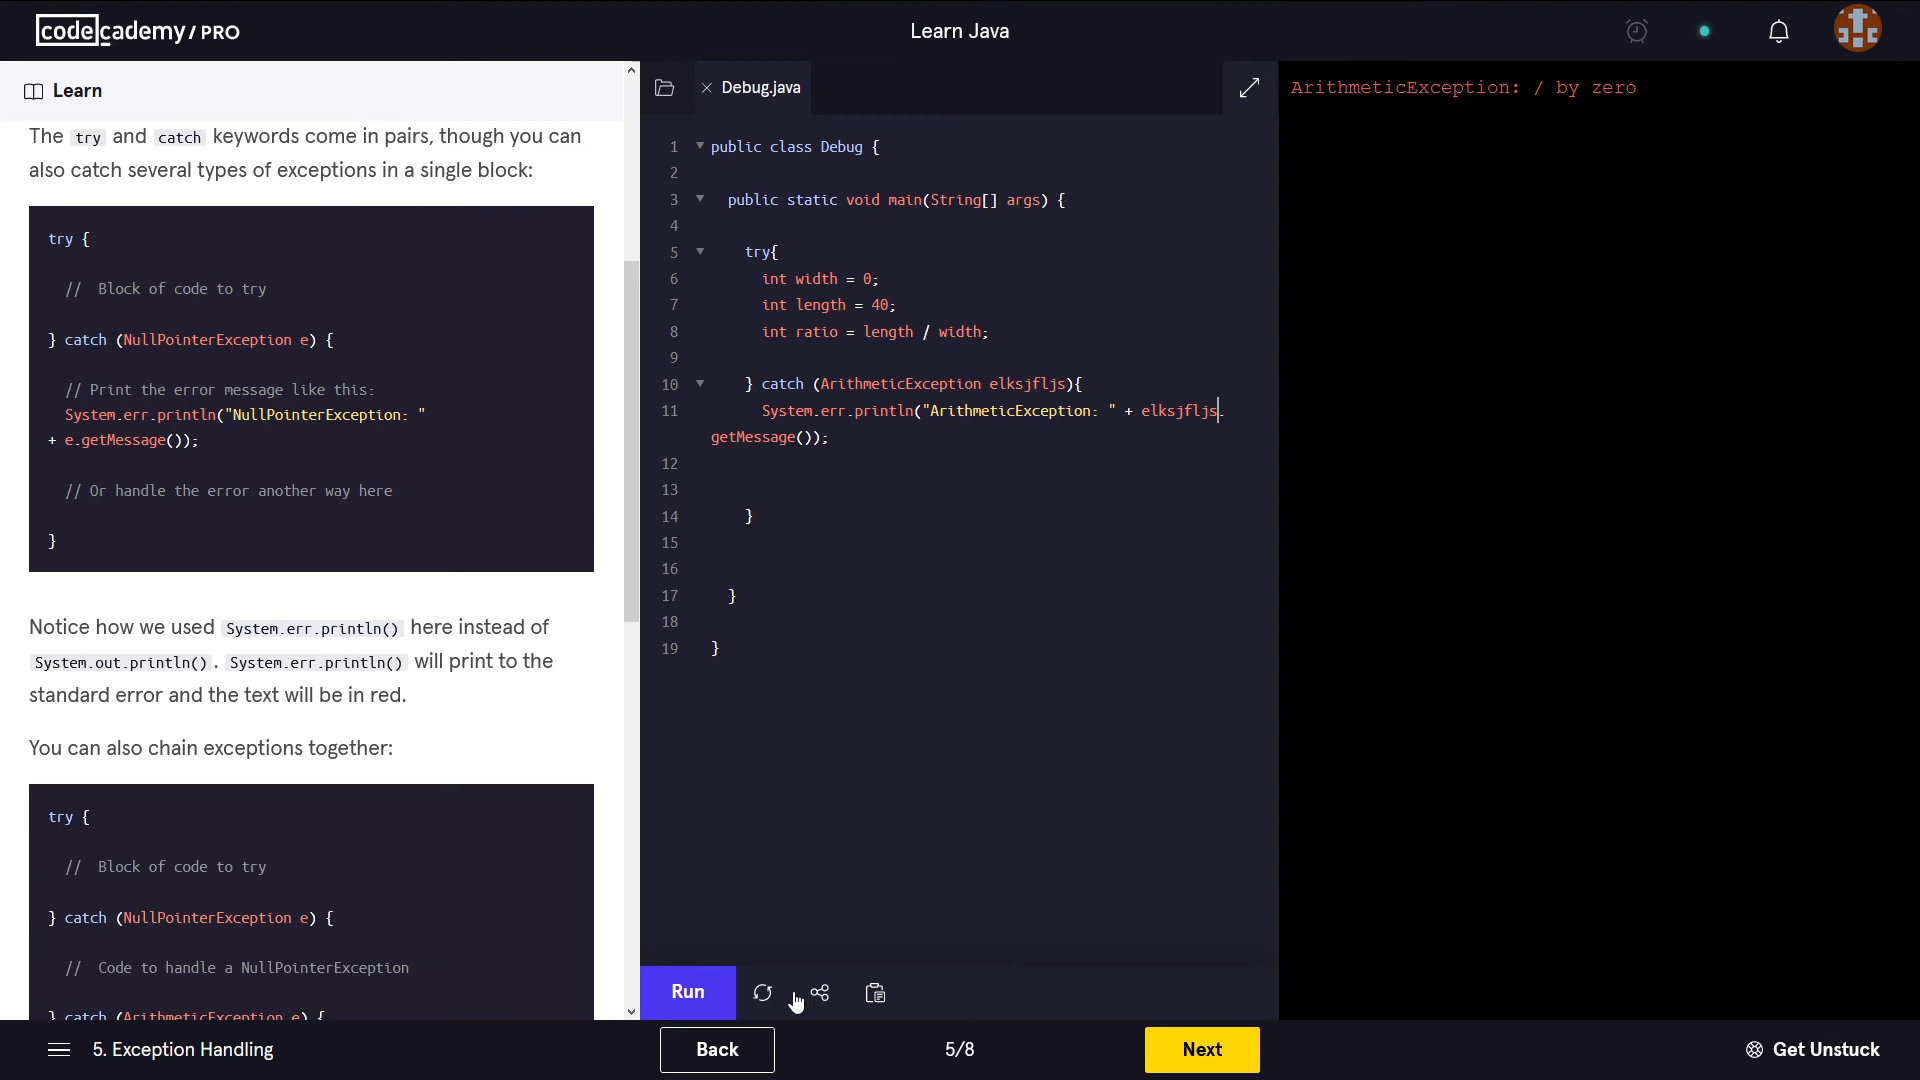 codecademy / PRO
Learn Java
Learn
The try and catch keywords come in pairs, though you can
also catch several types of exceptions in a single block:
try {
// Block of code to try
} catch (NullPointerException e) {
// Print the error message like this:
System.err.println("NullPointerException: "
+ e.getMessage());
// Or handle the error another way here
}
Notice how we used System.err.println() here instead of
System.out.println(). System.err.println() will print to the
standard error and the text will be in red.
You can also chain exceptions together:
try {
// Block of code to try
} catch (NullPointerException e) {
// Code to handle a NullPointerException
} catch (ArithmeticException e) {
Debug.java
1 public class Debug {
2
3 public static void main(String[] args) {
4
5 try{
6 int width = 0;
7 int length = 40;
8 int ratio = length / width;
9
10 } catch (ArithmeticException elksjfljs){
11 System.err.println("ArithmeticException: " + elksjfljs.
getMessage());
12
13
14 }
15
16
17 }
18
19 }
Run
ArithmeticException: / by zero
5. Exception Handling
Back
5/8
Next
Get Unstuck